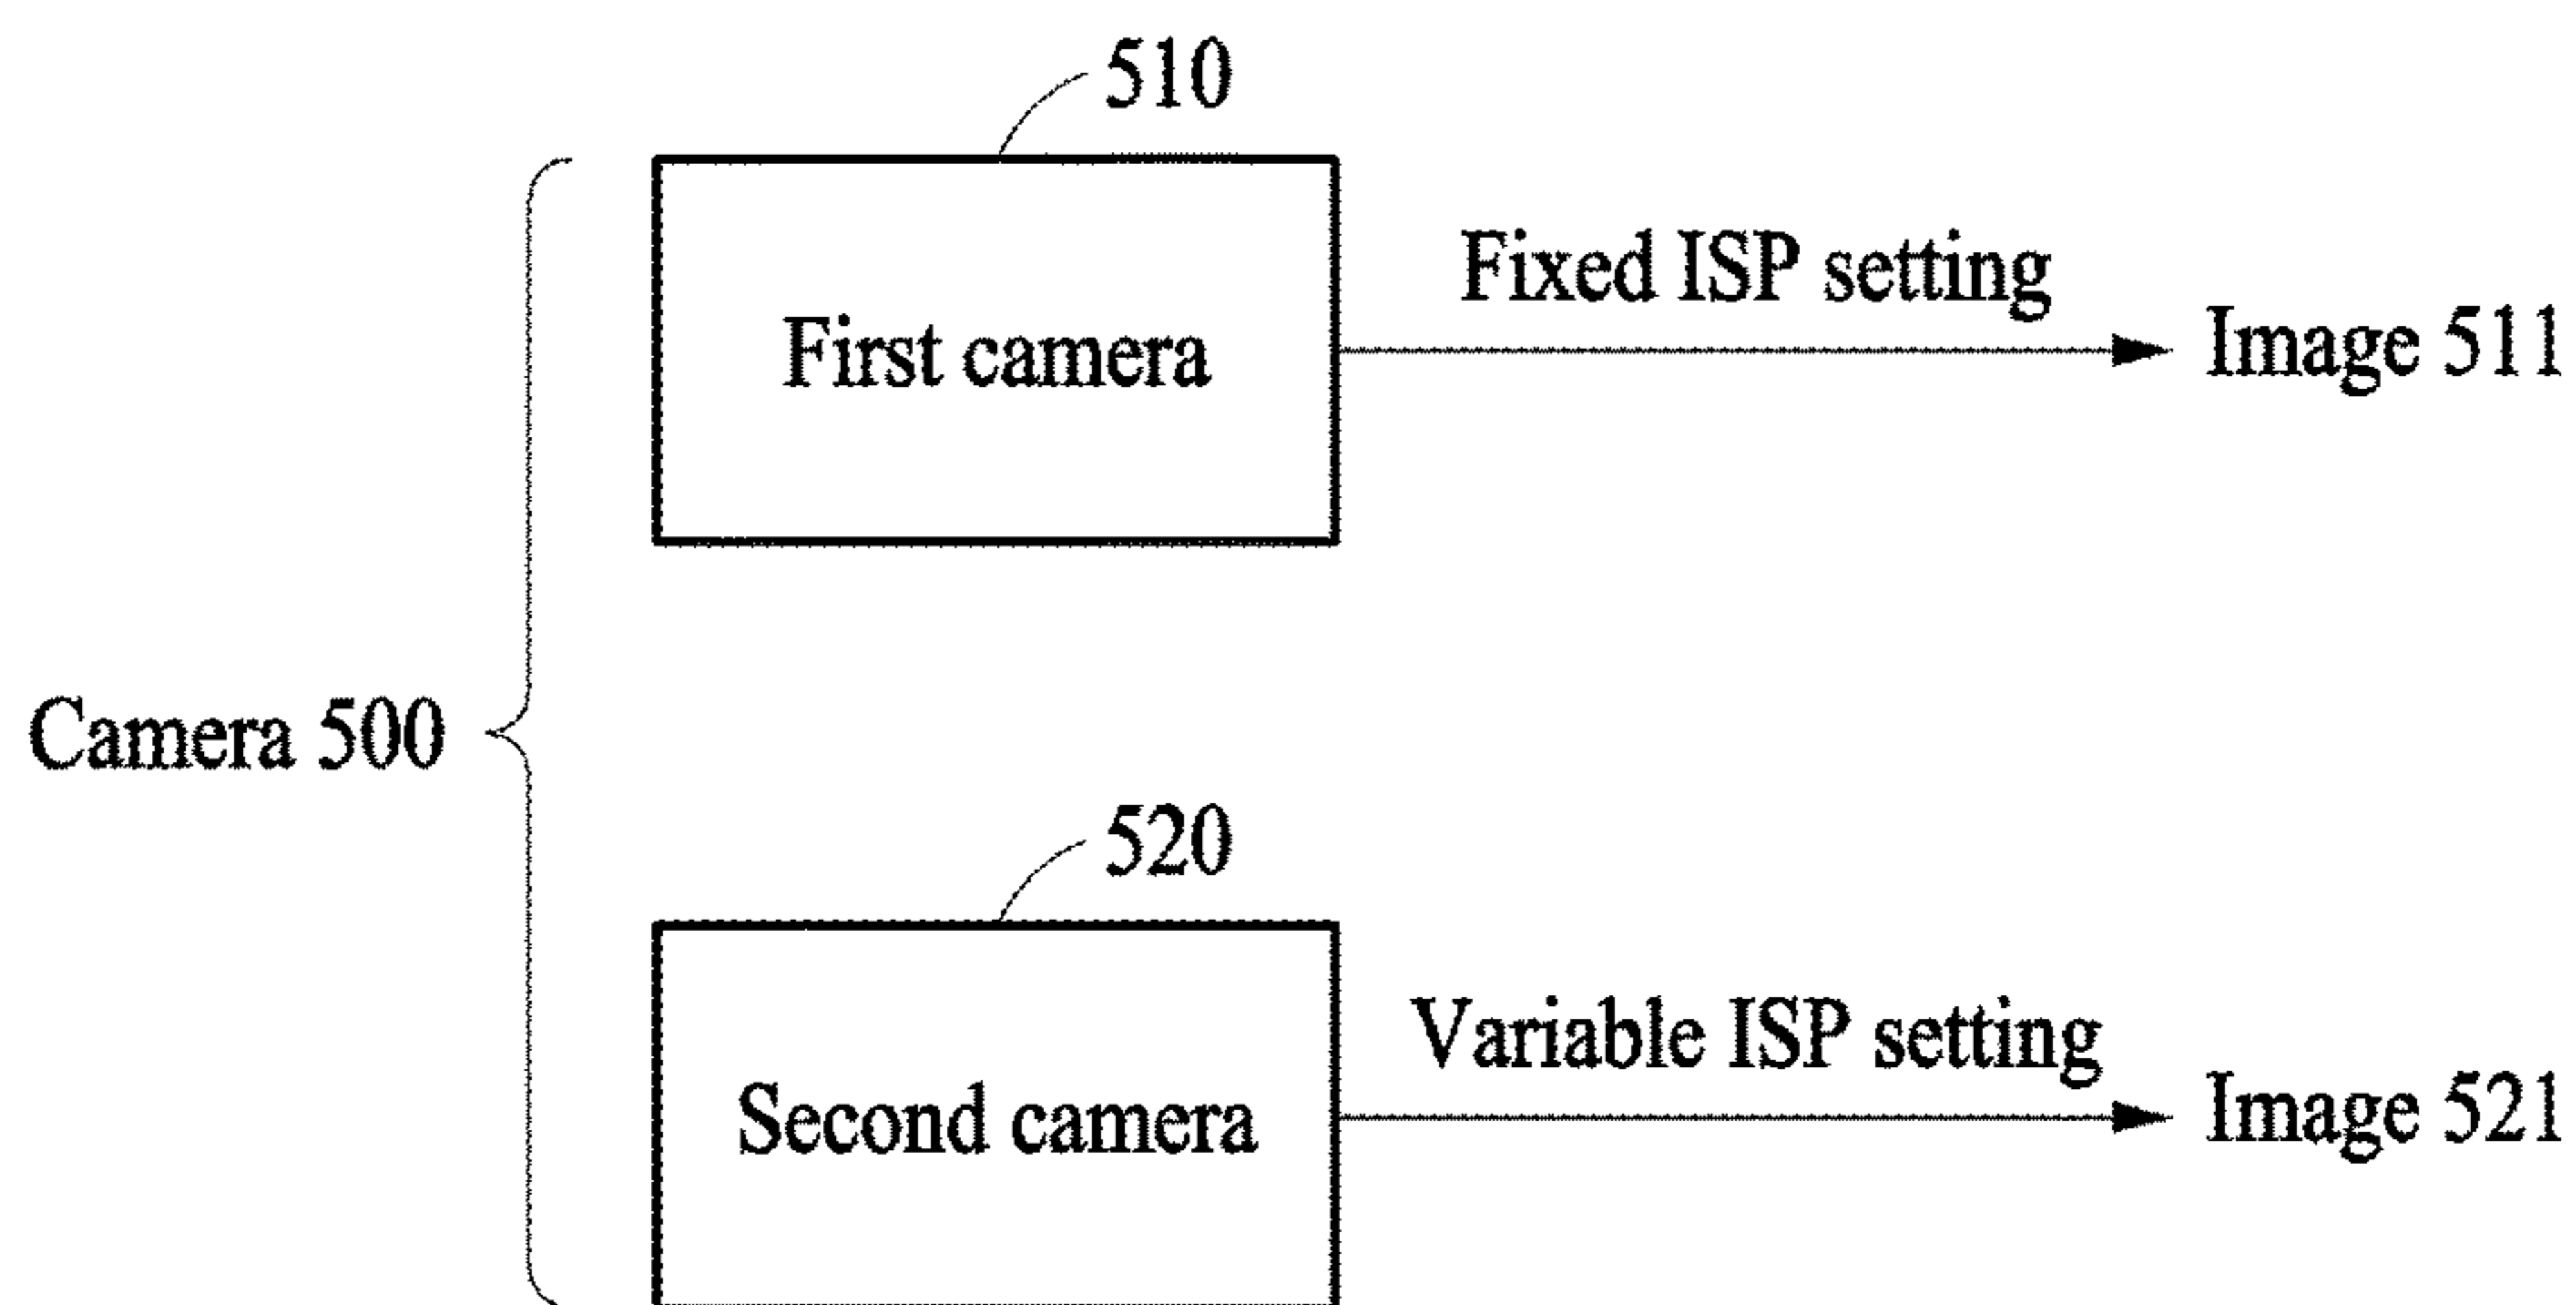 510
First camera
Fixed ISP setting
Image 511
Camera 500
520
Second camera
Variable ISP setting
Image 521